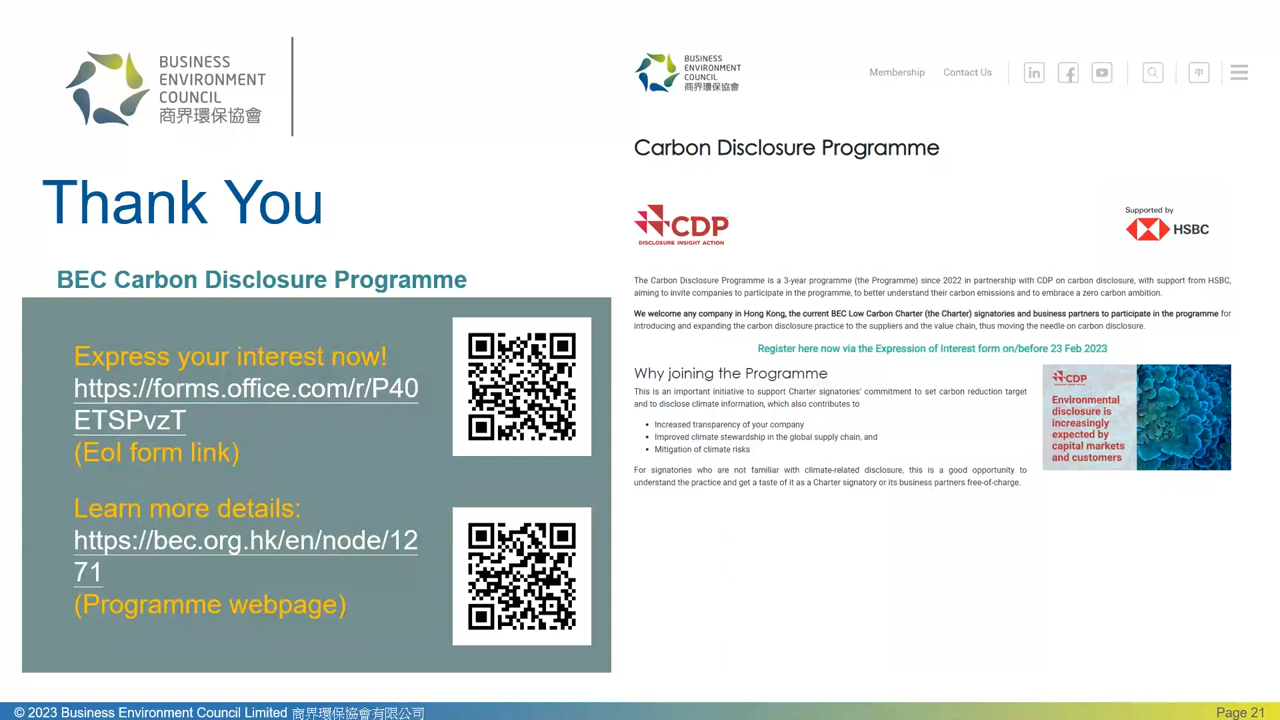 BUSINESS
ENVIRONMENT
COUNCIL
商界環保協會
Thank You
BEC Carbon Disclosure Programme
Express your interest now!
https://forms.office.com/r/P40
ETSPvzT
(EoI form link)
Learn more details:
https://bec.org.hk/en/node/12
71
(Programme webpage)
BUSINESS
ENVIRONMENT
COUNCIL
商界環保協會
Membership Contact Us 中
Carbon Disclosure Programme
CDP
DISCLOSURE INSIGHT ACTION
Supported by
HSBC
The Carbon Disclosure Programme is a 3-year programme (the Programme) since 2022 in partnership with CDP on carbon disclosure, with support from HSBC,
aiming to invite companies to participate in the programme, to better understand their carbon emissions and to embrace a zero carbon ambition.
We welcome any company in Hong Kong, the current BEC Low Carbon Charter (the Charter) signatories and business partners to participate in the programme for
introducing and expanding the carbon disclosure practice to the suppliers and the value chain, thus moving the needle on carbon disclosure.
Register here now via the Expression of Interest form on/before 23 Feb 2023
Why joining the Programme
This is an important initiative to support Charter signatories' commitment to set carbon reduction target
and to disclose climate information, which also contributes to
• Increased transparency of your company
• Improved climate stewardship in the global supply chain, and
• Mitigation of climate risks
For signatories who are not familiar with climate-related disclosure, this is a good opportunity to
understand the practice and get a taste of it as a Charter signatory or its business partners free-of-charge.
CDP
Environmental
disclosure is
increasingly
expected by
capital markets
and customers
© 2023 Business Environment Council Limited 商界環保協會有限公司
Page 21